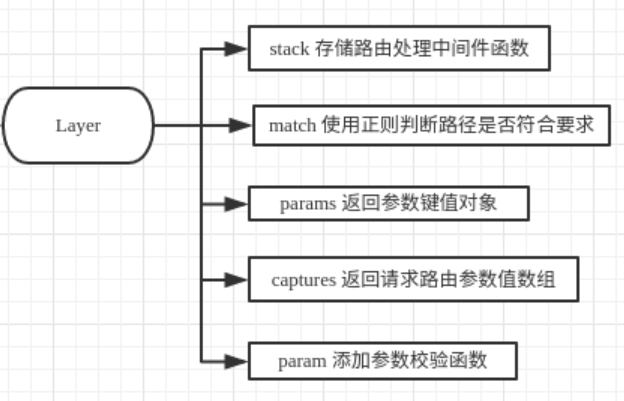 stack 存储路由处理中间件函数
Layer
match 使用正则判断路径是否符合要求
params 返回参数键值对象
captures 返回请求路由参数值数组
param 添加参数校验函数